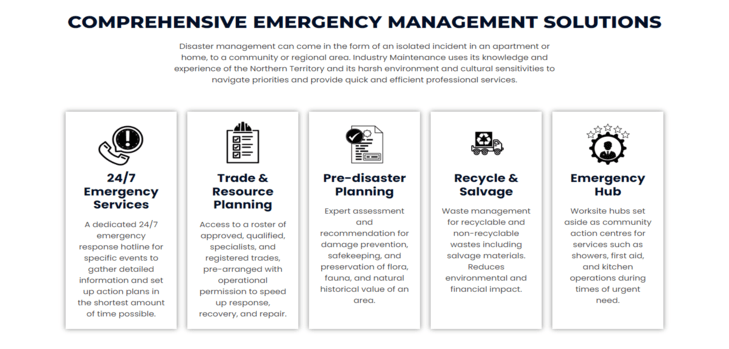 COMPREHENSIVE EMERGENCY MANAGEMENT SOLUTIONS
Disaster management can come in the form of an isolated incident in an apartment or
home, to a community or regional area. Industry Maintenance uses its knowledge and
experience of the Northern Territory and its harsh environment and cultural sensitivities to
navigate priorities and provide quick and efficient professional services.
24/7
Emergency
Services
A dedicated 24/7
emergency
response hotline for
specific events to
gather detailed
information and set
up action plans in
the shortest amount
of time possible.
Trade &
Resource
Planning
Access to a roster of
approved, qualified,
specialists, and
registered trades,
pre-arranged with
operational
permission to speed
up response,
recovery, and repair.
Pre-disaster
Planning
Expert assessment
and
recommendation for
damage prevention,
safekeeping, and
preservation of flora,
fauna, and natural
historical value of an
area.
Recycle &
Salvage
Waste management
for recyclable and
non-recyclable
wastes including
salvage materials.
Reduces
environmental and
financial impact.
Emergency
Hub
Worksite hubs set
aside as community
action centres for
services such as
showers, first aid,
and kitchen
operations during
times of urgent
need.